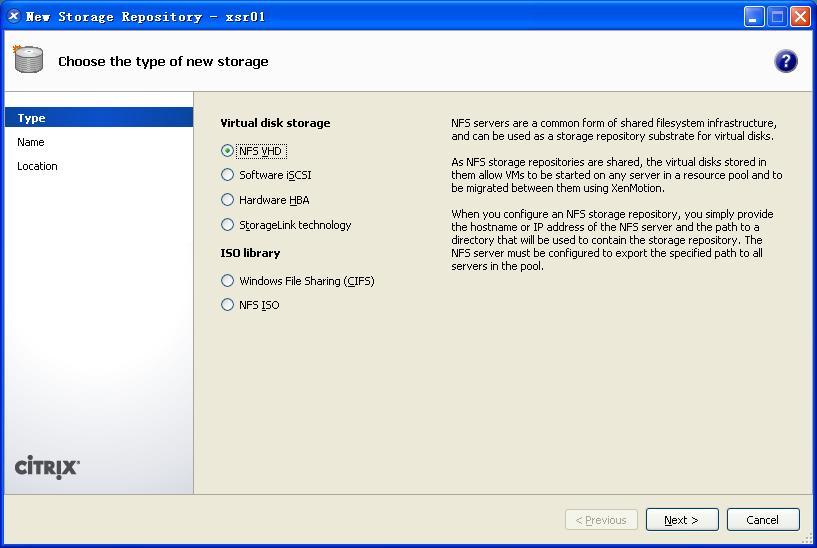 New Storage Repository - xsr01
Choose the type of new storage
?
Type
Name
Location
Virtual disk storage
NFS VHD
Software iSCSI
Hardware HBA
StorageLink technology
ISO library
Windows File Sharing (CIFS)
NFS ISO
NFS servers are a common form of shared filesystem infrastructure,
and can be used as a storage repository substrate for virtual disks.
As NFS storage repositories are shared, the virtual disks stored in
them allow VMs to be started on any server in a resource pool and to
be migrated between them using XenMotion.
When you configure an NFS storage repository, you simply provide
the hostname or IP address of the NFS server and the path to a
directory that will be used to contain the storage repository. The
NFS server must be configured to export the specified path to all
servers in the pool.
CITRIX
< Previous
Next >
Cancel